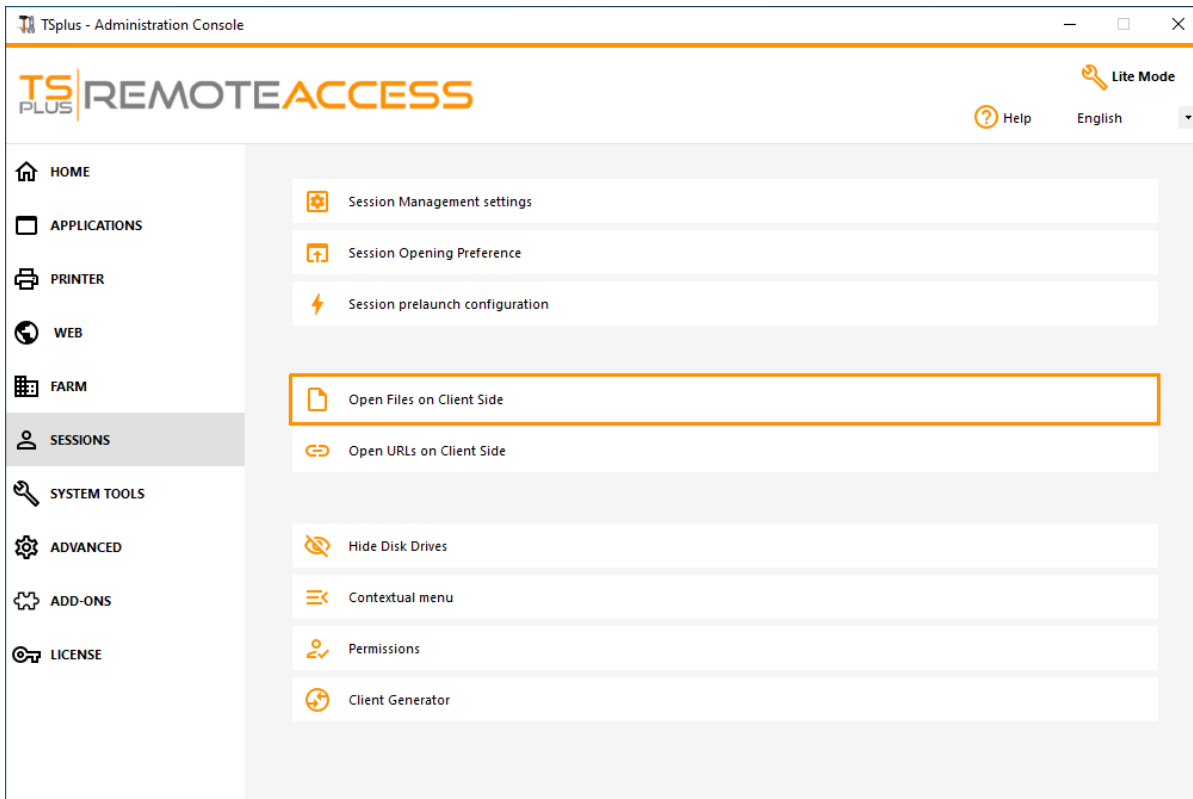 TSplus - Administration Console
TS PLUS REMOTEACCESS
Lite Mode
Help
English
HOME
APPLICATIONS
PRINTER
WEB
FARM
SESSIONS
SYSTEM TOOLS
ADVANCED
ADD-ONS
LICENSE
Session Management settings
Session Opening Preference
Session prelaunch configuration
Open Files on Client Side
Open URLs on Client Side
Hide Disk Drives
Contextual menu
Permissions
Client Generator